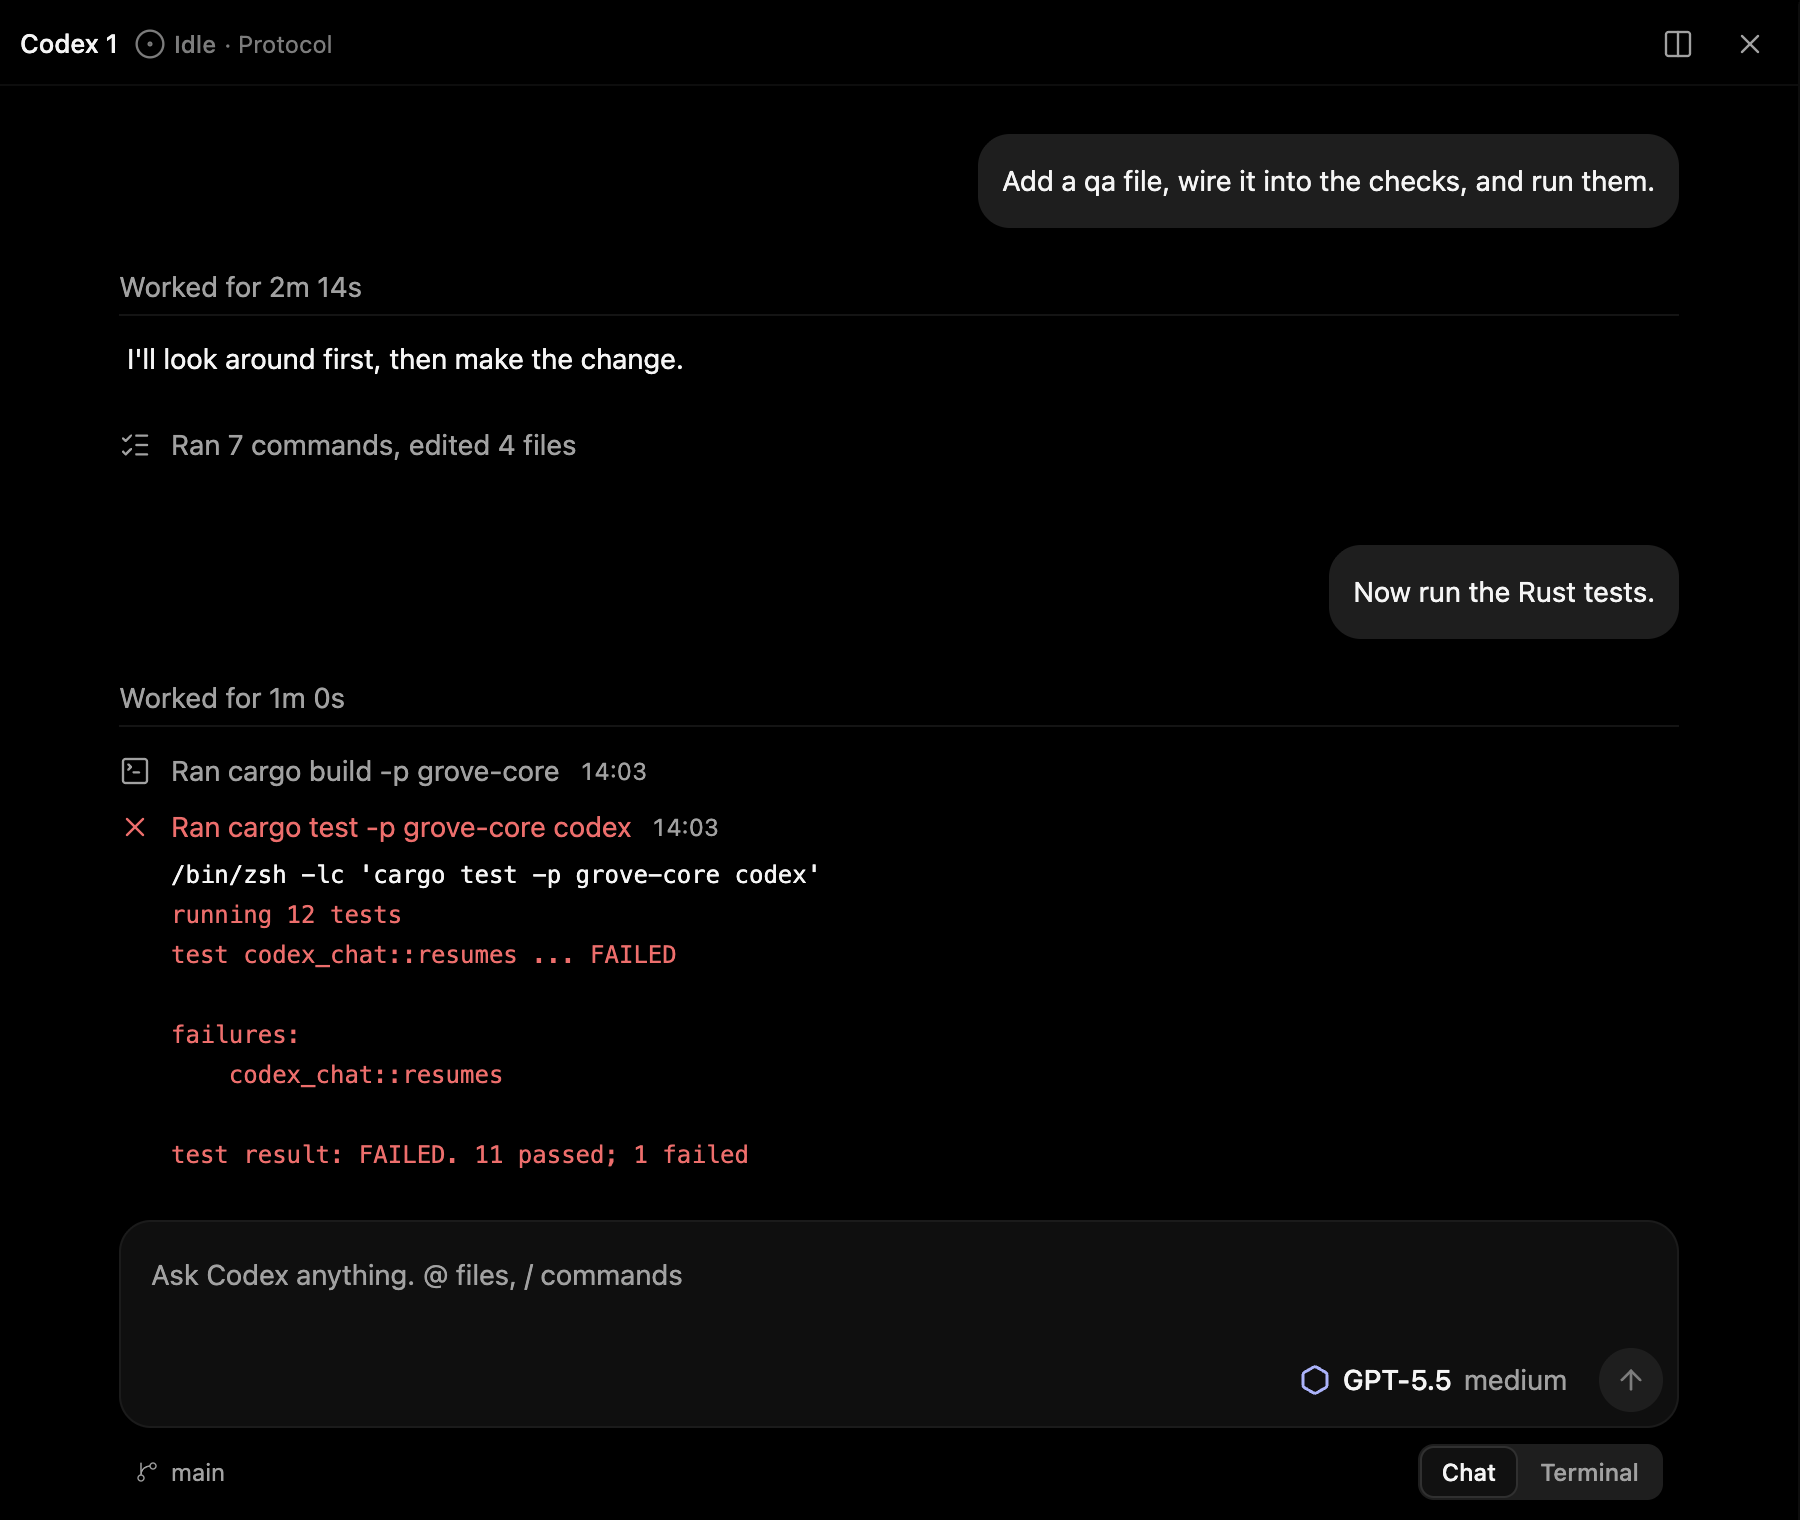 Codex 1 Idle · Protocol
Add a qa file, wire it into the checks, and run them.
Worked for 2m 14s
I'll look around first, then make the change.
Ran 7 commands, edited 4 files
Now run the Rust tests.
Worked for 1m 0s
Ran cargo build -p grove-core 14:03
Ran cargo test -p grove-core codex 14:03
/bin/zsh -lc 'cargo test -p grove-core codex'
running 12 tests
test codex_chat::resumes ... FAILED
failures:
codex_chat::resumes
test result: FAILED. 11 passed; 1 failed
Ask Codex anything. @ files, / commands
GPT-5.5 medium
main
Chat Terminal